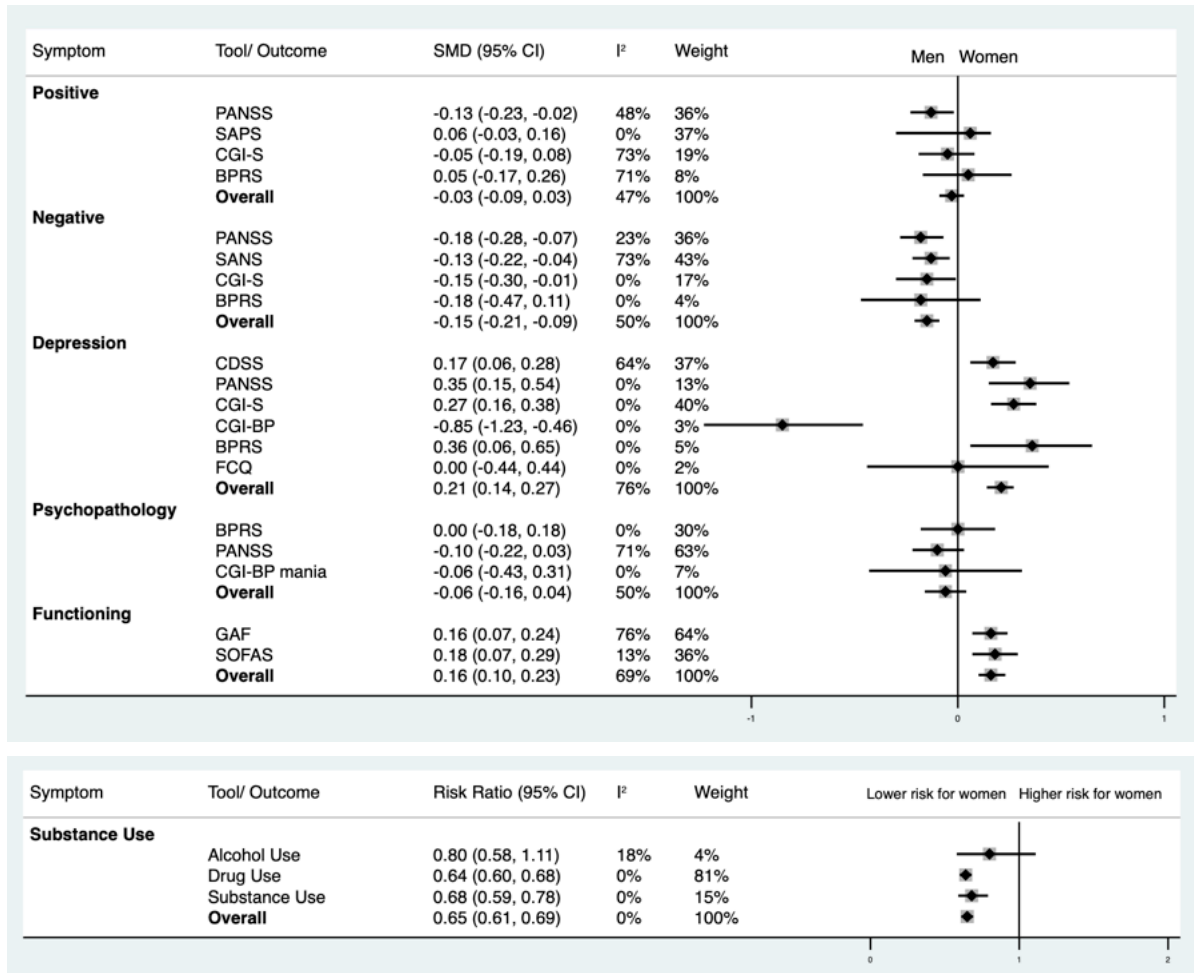 Symptom Tool/ Outcome SMD (95% CI) I² Weight Men Women
Positive
PANSS -0.13 (-0.23, -0.02) 48% 36%
SAPS 0.06 (-0.03, 0.16) 0% 37%
CGI-S -0.05 (-0.19, 0.08) 73% 19%
BPRS 0.05 (-0.17, 0.26) 71% 8%
Overall -0.03 (-0.09, 0.03) 47% 100%
Negative
PANSS -0.18 (-0.28, -0.07) 23% 36%
SANS -0.13 (-0.22, -0.04) 73% 43%
CGI-S -0.15 (-0.30, -0.01) 0% 17%
BPRS -0.18 (-0.47, 0.11) 0% 4%
Overall -0.15 (-0.21, -0.09) 50% 100%
Depression
CDSS 0.17 (0.06, 0.28) 64% 37%
PANSS 0.35 (0.15, 0.54) 0% 13%
CGI-S 0.27 (0.16, 0.38) 0% 40%
CGI-BP -0.85 (-1.23, -0.46) 0% 3%
BPRS 0.36 (0.06, 0.65) 0% 5%
FCQ 0.00 (-0.44, 0.44) 0% 2%
Overall 0.21 (0.14, 0.27) 76% 100%
Psychopathology
BPRS 0.00 (-0.18, 0.18) 0% 30%
PANSS -0.10 (-0.22, 0.03) 71% 63%
CGI-BP mania -0.06 (-0.43, 0.31) 0% 7%
Overall -0.06 (-0.16, 0.04) 50% 100%
Functioning
GAF 0.16 (0.07, 0.24) 76% 64%
SOFAS 0.18 (0.07, 0.29) 13% 36%
Overall 0.16 (0.10, 0.23) 69% 100%
-1 0 1
Symptom Tool/ Outcome Risk Ratio (95% CI) I² Weight Lower risk for women Higher risk for women
Substance Use
Alcohol Use 0.80 (0.58, 1.11) 18% 4%
Drug Use 0.64 (0.60, 0.68) 0% 81%
Substance Use 0.68 (0.59, 0.78) 0% 15%
Overall 0.65 (0.61, 0.69) 0% 100%
0 1 2